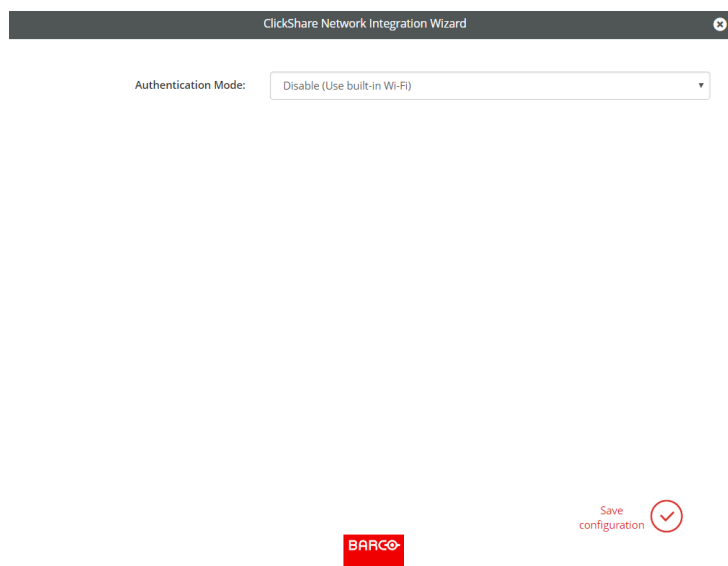 ClickShare Network Integration Wizard
Authentication Mode:
Disable (Use built-in Wi-Fi)
Save
configuration
BARCO